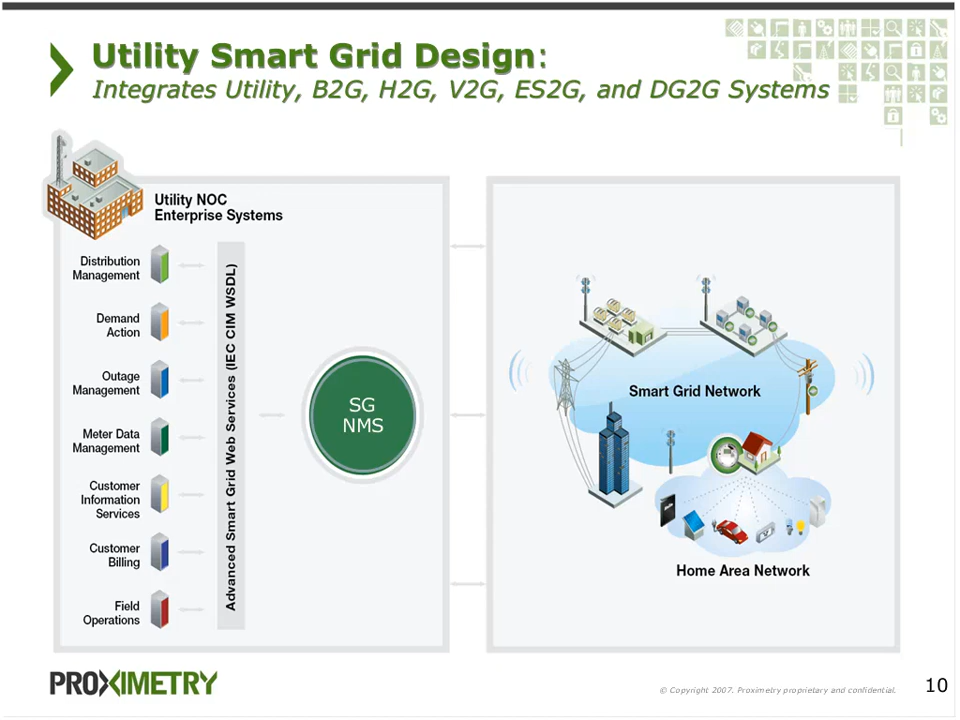 Utility Smart Grid Design:
Integrates Utility, B2G, H2G, V2G, ES2G, and DG2G Systems
Utility NOC
Enterprise Systems
Distribution
Management
Demand
Action
Outage
Management
Meter Data
Management
Customer
Information
Services
Customer
Billing
Field
Operations
Advanced Smart Grid Web Services (IEC CIM WSDL)
SG
NMS
Smart Grid Network
Home Area Network
PROXIMETRY
© Copyright 2007, Proximetry proprietary and confidential.
10